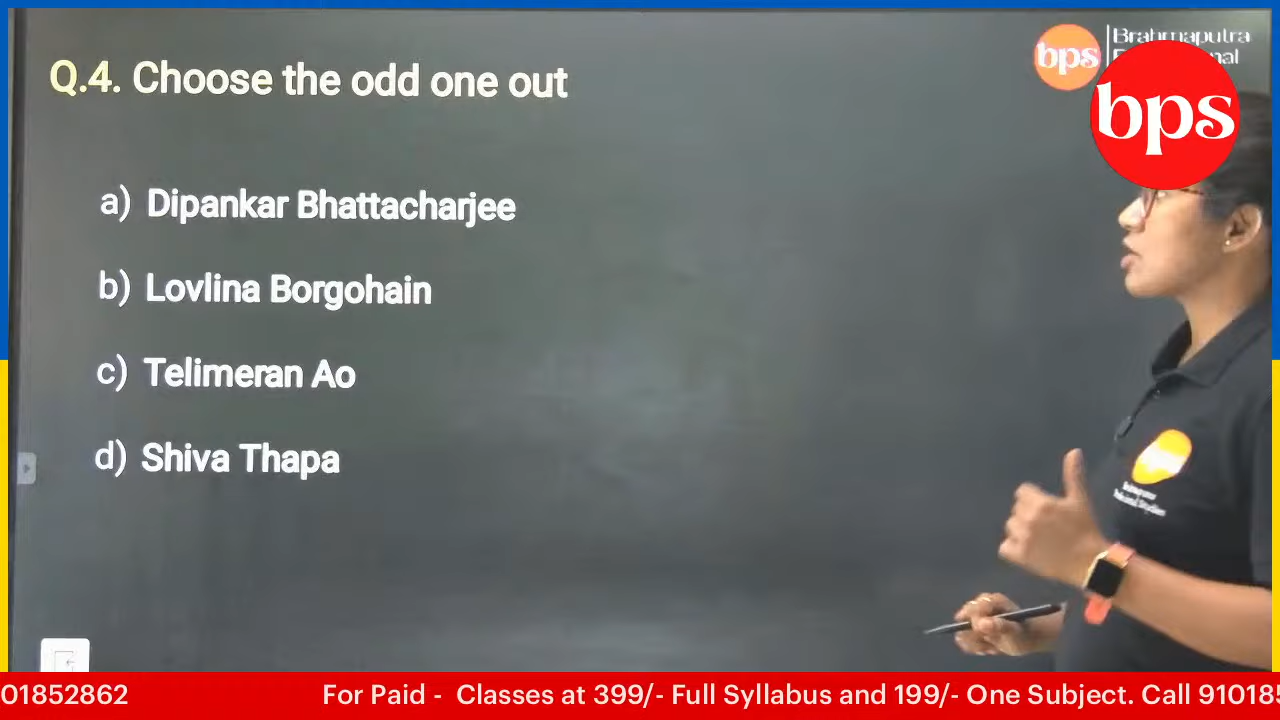 Q.4. Choose the odd one out
bps
Brahmaputra
bps
a) Dipankar Bhattacharjee
b) Lovlina Borgohain
c) Telimeran Ao
d) Shiva Thapa
01852862 For Paid - Classes at 399/- Full Syllabus and 199/- One Subject. Call 91018